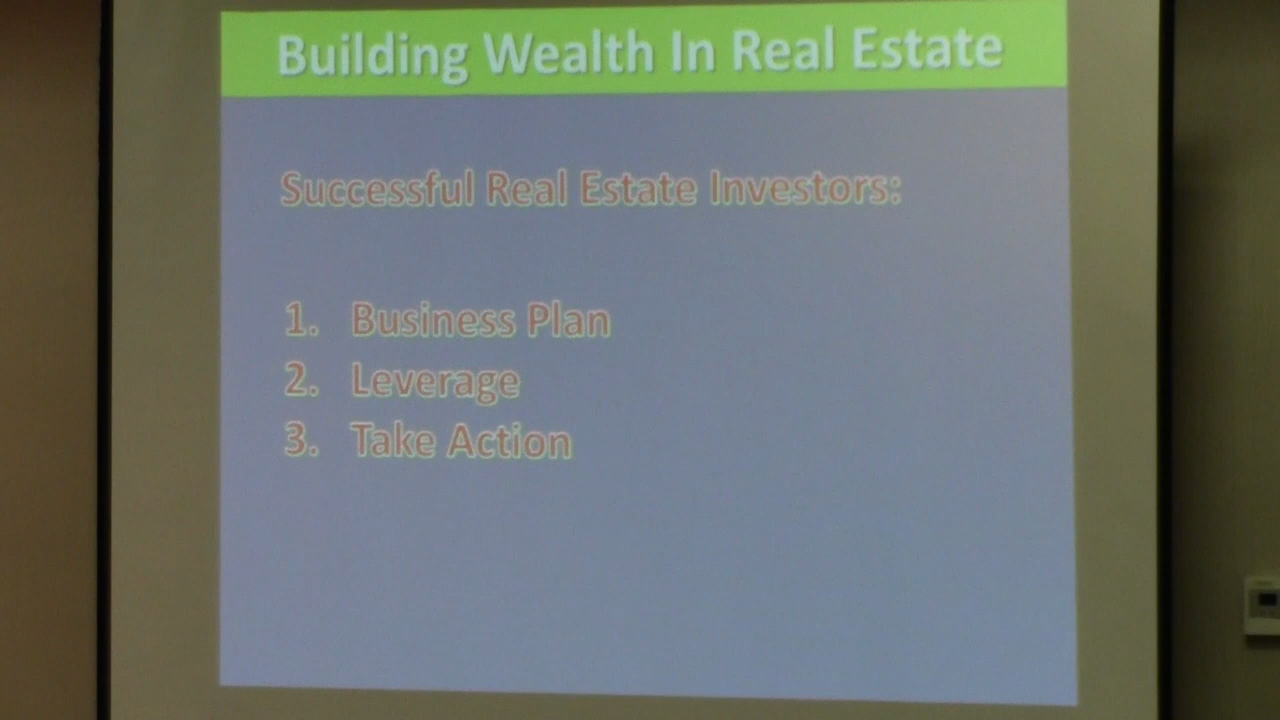 Building Wealth In Real Estate
Successful Real Estate Investors:
1. Business Plan
2. Leverage
3. Take Action